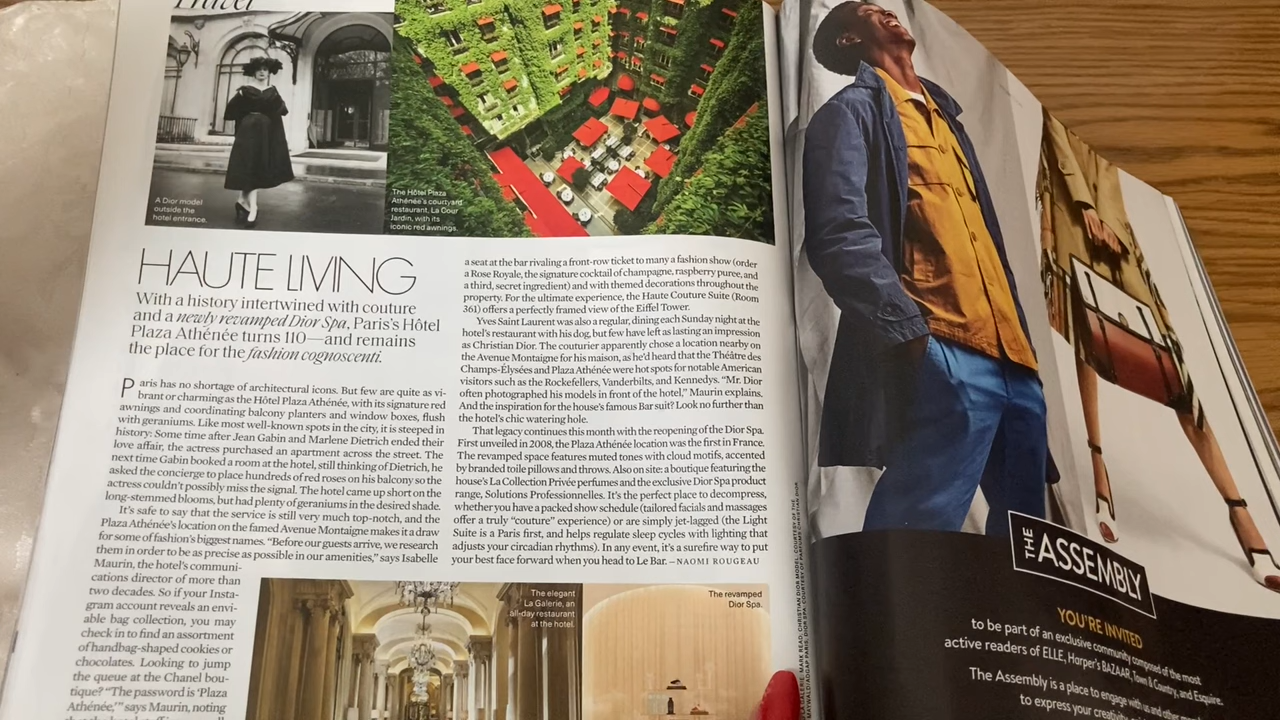 Travel
A Dior model
outside the
hotel entrance.
The Hôtel Plaza
Athénée's courtyard
restaurant, La Cour
Jardin, with its
iconic red awnings.
HAUTE LIVING
With a history intertwined with couture
and a newly revamped Dior Spa, Paris's Hôtel
Plaza Athénée turns 110—and remains
the place for the fashion cognoscenti.
Paris has no shortage of architectural icons. But few are quite as vi-
brant or charming as the Hôtel Plaza Athénée, with its signature red
awnings and coordinating balcony planters and window boxes, flush
with geraniums. Like most well-known spots in the city, it is steeped in
history: Some time after Jean Gabin and Marlene Dietrich ended their
love affair, the actress purchased an apartment across the street. The
next time Gabin booked a room at the hotel, still thinking of Dietrich, he
asked the concierge to place hundreds of red roses on his balcony so the
actress couldn't possibly miss the signal. The hotel came up short on the
long-stemmed blooms, but had plenty of geraniums in the desired shade.
It's safe to say that the service is still very much top-notch, and the
Plaza Athénée's location on the famed Avenue Montaigne makes it a draw
for some of fashion's biggest names. "Before our guests arrive, we research
them in order to be as precise as possible in our amenities," says Isabelle
Maurin, the hotel's communi-
cations director of more than
two decades. So if your Insta-
gram account reveals an envi-
able bag collection, you may
check in to find an assortment
of handbag-shaped cookies or
chocolates. Looking to jump
the queue at the Chanel bou-
tique? "The password is 'Plaza
Athénée,'" says Maurin, noting
a seat at the bar rivaling a front-row ticket to many a fashion show (order
a Rose Royale, the signature cocktail of champagne, raspberry puree, and
a third, secret ingredient) and with themed decorations throughout the
property. For the ultimate experience, the Haute Couture Suite (Room
361) offers a perfectly framed view of the Eiffel Tower.
Yves Saint Laurent was also a regular, dining each Sunday night at the
hotel's restaurant with his dog, but few have left as lasting an impression
as Christian Dior. The couturier apparently chose a location nearby on
the Avenue Montaigne for his maison, as he'd heard that the Théâtre des
Champs-Élysées and Plaza Athénée were hot spots for notable American
visitors such as the Rockefellers, Vanderbilts, and Kennedys. "Mr. Dior
often photographed his models in front of the hotel," Maurin explains.
And the inspiration for the house's famous Bar suit? Look no further than
the hotel's chic watering hole.
That legacy continues this month with the reopening of the Dior Spa.
First unveiled in 2008, the Plaza Athénée location was the first in France.
The revamped space features muted tones with cloud motifs, accented
by branded toile pillows and throws. Also on site: a boutique featuring the
house's La Collection Privée perfumes and the exclusive Dior Spa product
range, Solutions Professionnelles. It's the perfect place to decompress,
whether you have a packed show schedule (tailored facials and massages
offer a truly "couture" experience) or are simply jet-lagged (the Light
Suite is a Paris first, and helps regulate sleep cycles with lighting that
adjusts your circadian rhythms). In any event, it's a surefire way to put
your best face forward when you head to Le Bar. —NAOMI ROUGEAU
The elegant
La Galerie, an
all-day restaurant
at the hotel.
The revamped
Dior Spa.
THE ASSEMBLY
YOU'RE INVITED
to be part of an exclusive community composed of the most
active readers of ELLE, Harper's BAZAAR, Town & Country, and Esquire.
The Assembly is a place to engage with us and other
to express your